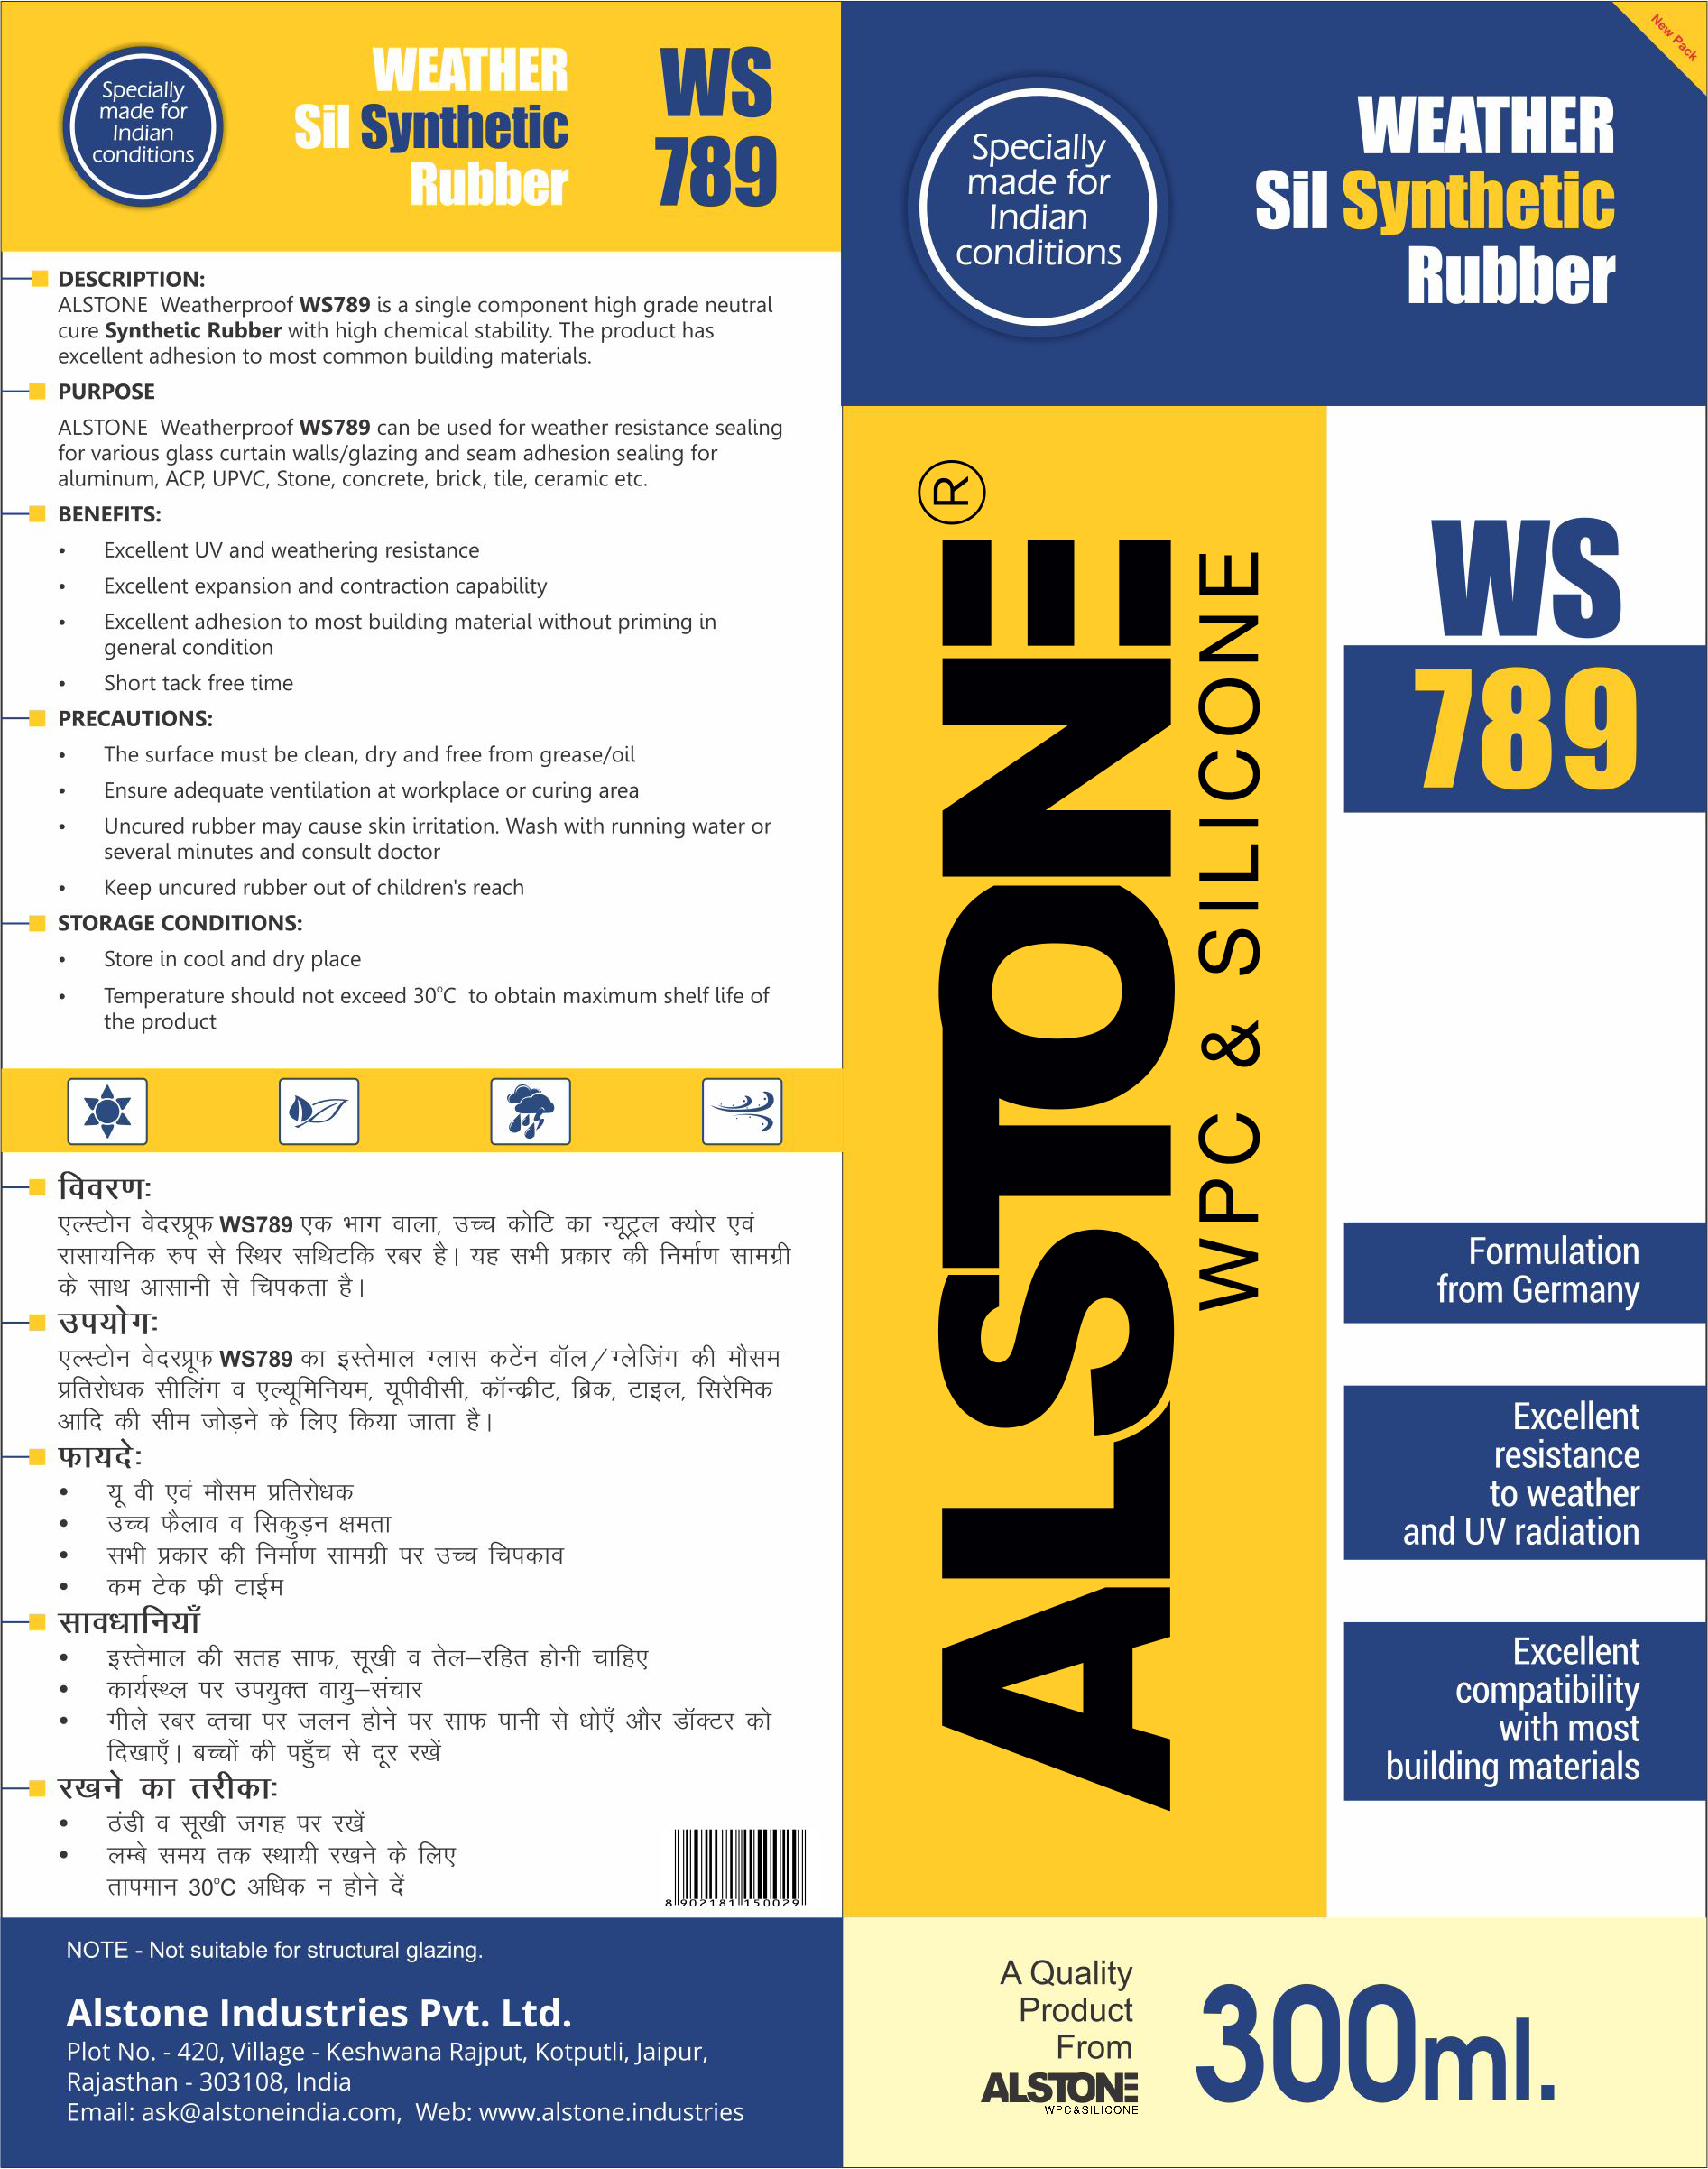 Specially
made for
Indian
conditions
WEATHER
Sil Synthetic
Rubber
WS
789
DESCRIPTION:
ALSTONE Weatherproof WS789 is a single component high grade neutral
cure Synthetic Rubber with high chemical stability. The product has
excellent adhesion to most common building materials.
PURPOSE
ALSTONE Weatherproof WS789 can be used for weather resistance sealing
for various glass curtain walls/glazing and seam adhesion sealing for
aluminum, ACP, UPVC, Stone, concrete, brick, tile, ceramic etc.
BENEFITS:
• Excellent UV and weathering resistance
• Excellent expansion and contraction capability
• Excellent adhesion to most building material without priming in
general condition
• Short tack free time
PRECAUTIONS:
• The surface must be clean, dry and free from grease/oil
• Ensure adequate ventilation at workplace or curing area
• Uncured rubber may cause skin irritation. Wash with running water or
several minutes and consult doctor
• Keep uncured rubber out of children's reach
STORAGE CONDITIONS:
• Store in cool and dry place
• Temperature should not exceed 30°C to obtain maximum shelf life of
the product
विवरण:
एल्स्टोन वेदरप्रूफ WS789 एक भाग वाला, उच्च कोटि का न्यूट्रल क्योर एवं
रासायनिक रुप से स्थिर सथिटकि रबर है। यह सभी प्रकार की निर्माण सामग्री
के साथ आसानी से चिपकता है।
उपयोग:
एल्स्टोन वेदरप्रूफ WS789 का इस्तेमाल ग्लास कटेंन वॉल/ग्लेजिंग की मौसम
प्रतिरोधक सीलिंग व एल्यूमिनियम, यूपीवीसी, कॉन्क्रीट, ब्रिक, टाइल, सिरेमिक
आदि की सीम जोड़ने के लिए किया जाता है।
फायदे:
• यू वी एवं मौसम प्रतिरोधक
• उच्च फैलाव व सिकुड़न क्षमता
• सभी प्रकार की निर्माण सामग्री पर उच्च चिपकाव
• कम टेक फ्री टाईम
सावधानियाँ
• इस्तेमाल की सतह साफ, सूखी व तेल–रहित होनी चाहिए
• कार्यस्थ्ल पर उपयुक्त वायु–संचार
• गीले रबर व्तचा पर जलन होने पर साफ पानी से धोएँ और डॉक्टर को
दिखाएँ। बच्चों की पहुँच से दूर रखें
रखने का तरीका:
• ठंडी व सूखी जगह पर रखें
• लम्बे समय तक स्थायी रखने के लिए
तापमान 30°C अधिक न होने दें
8 902181 150029
NOTE - Not suitable for structural glazing.
Alstone Industries Pvt. Ltd.
Plot No. - 420, Village - Keshwana Rajput, Kotputli, Jaipur,
Rajasthan - 303108, India
Email: ask@alstoneindia.com, Web: www.alstone.industries
New Pack
Specially
made for
Indian
conditions
WEATHER
Sil Synthetic
Rubber
ALSTONE®
WPC & SILICONE
WS
789
Formulation
from Germany
Excellent
resistance
to weather
and UV radiation
Excellent
compatibility
with most
building materials
A Quality
Product
From
ALSTONE
WPC & SILICONE
300ml.